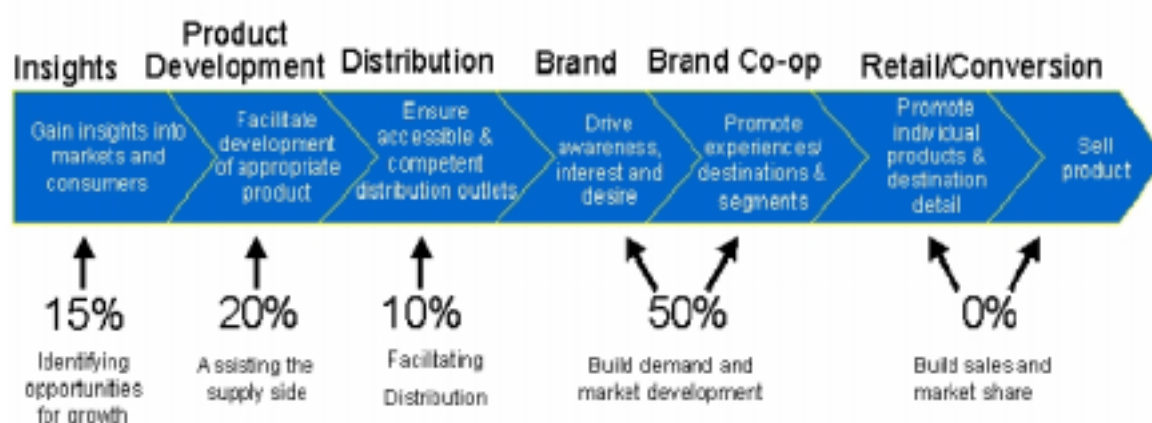 Insights
Product
Development
Distribution
Brand
Brand Co-op
Retail/Conversion
Gain insights into
markets and
consumers
Facilitate
development
of appropriate
product
Ensure
accessible &
competent
distribution outlets
Drive
awareness,
interest and
desire
Promote
experiences/
destinations &
segments
Promote
individual
products &
destination
detail
Sell
product
15%
20%
10%
50%
0%
Identifying
opportunities
for growth
Assisting the
supply side
Facilitating
Distribution
Build demand and
market development
Build sales and
market share